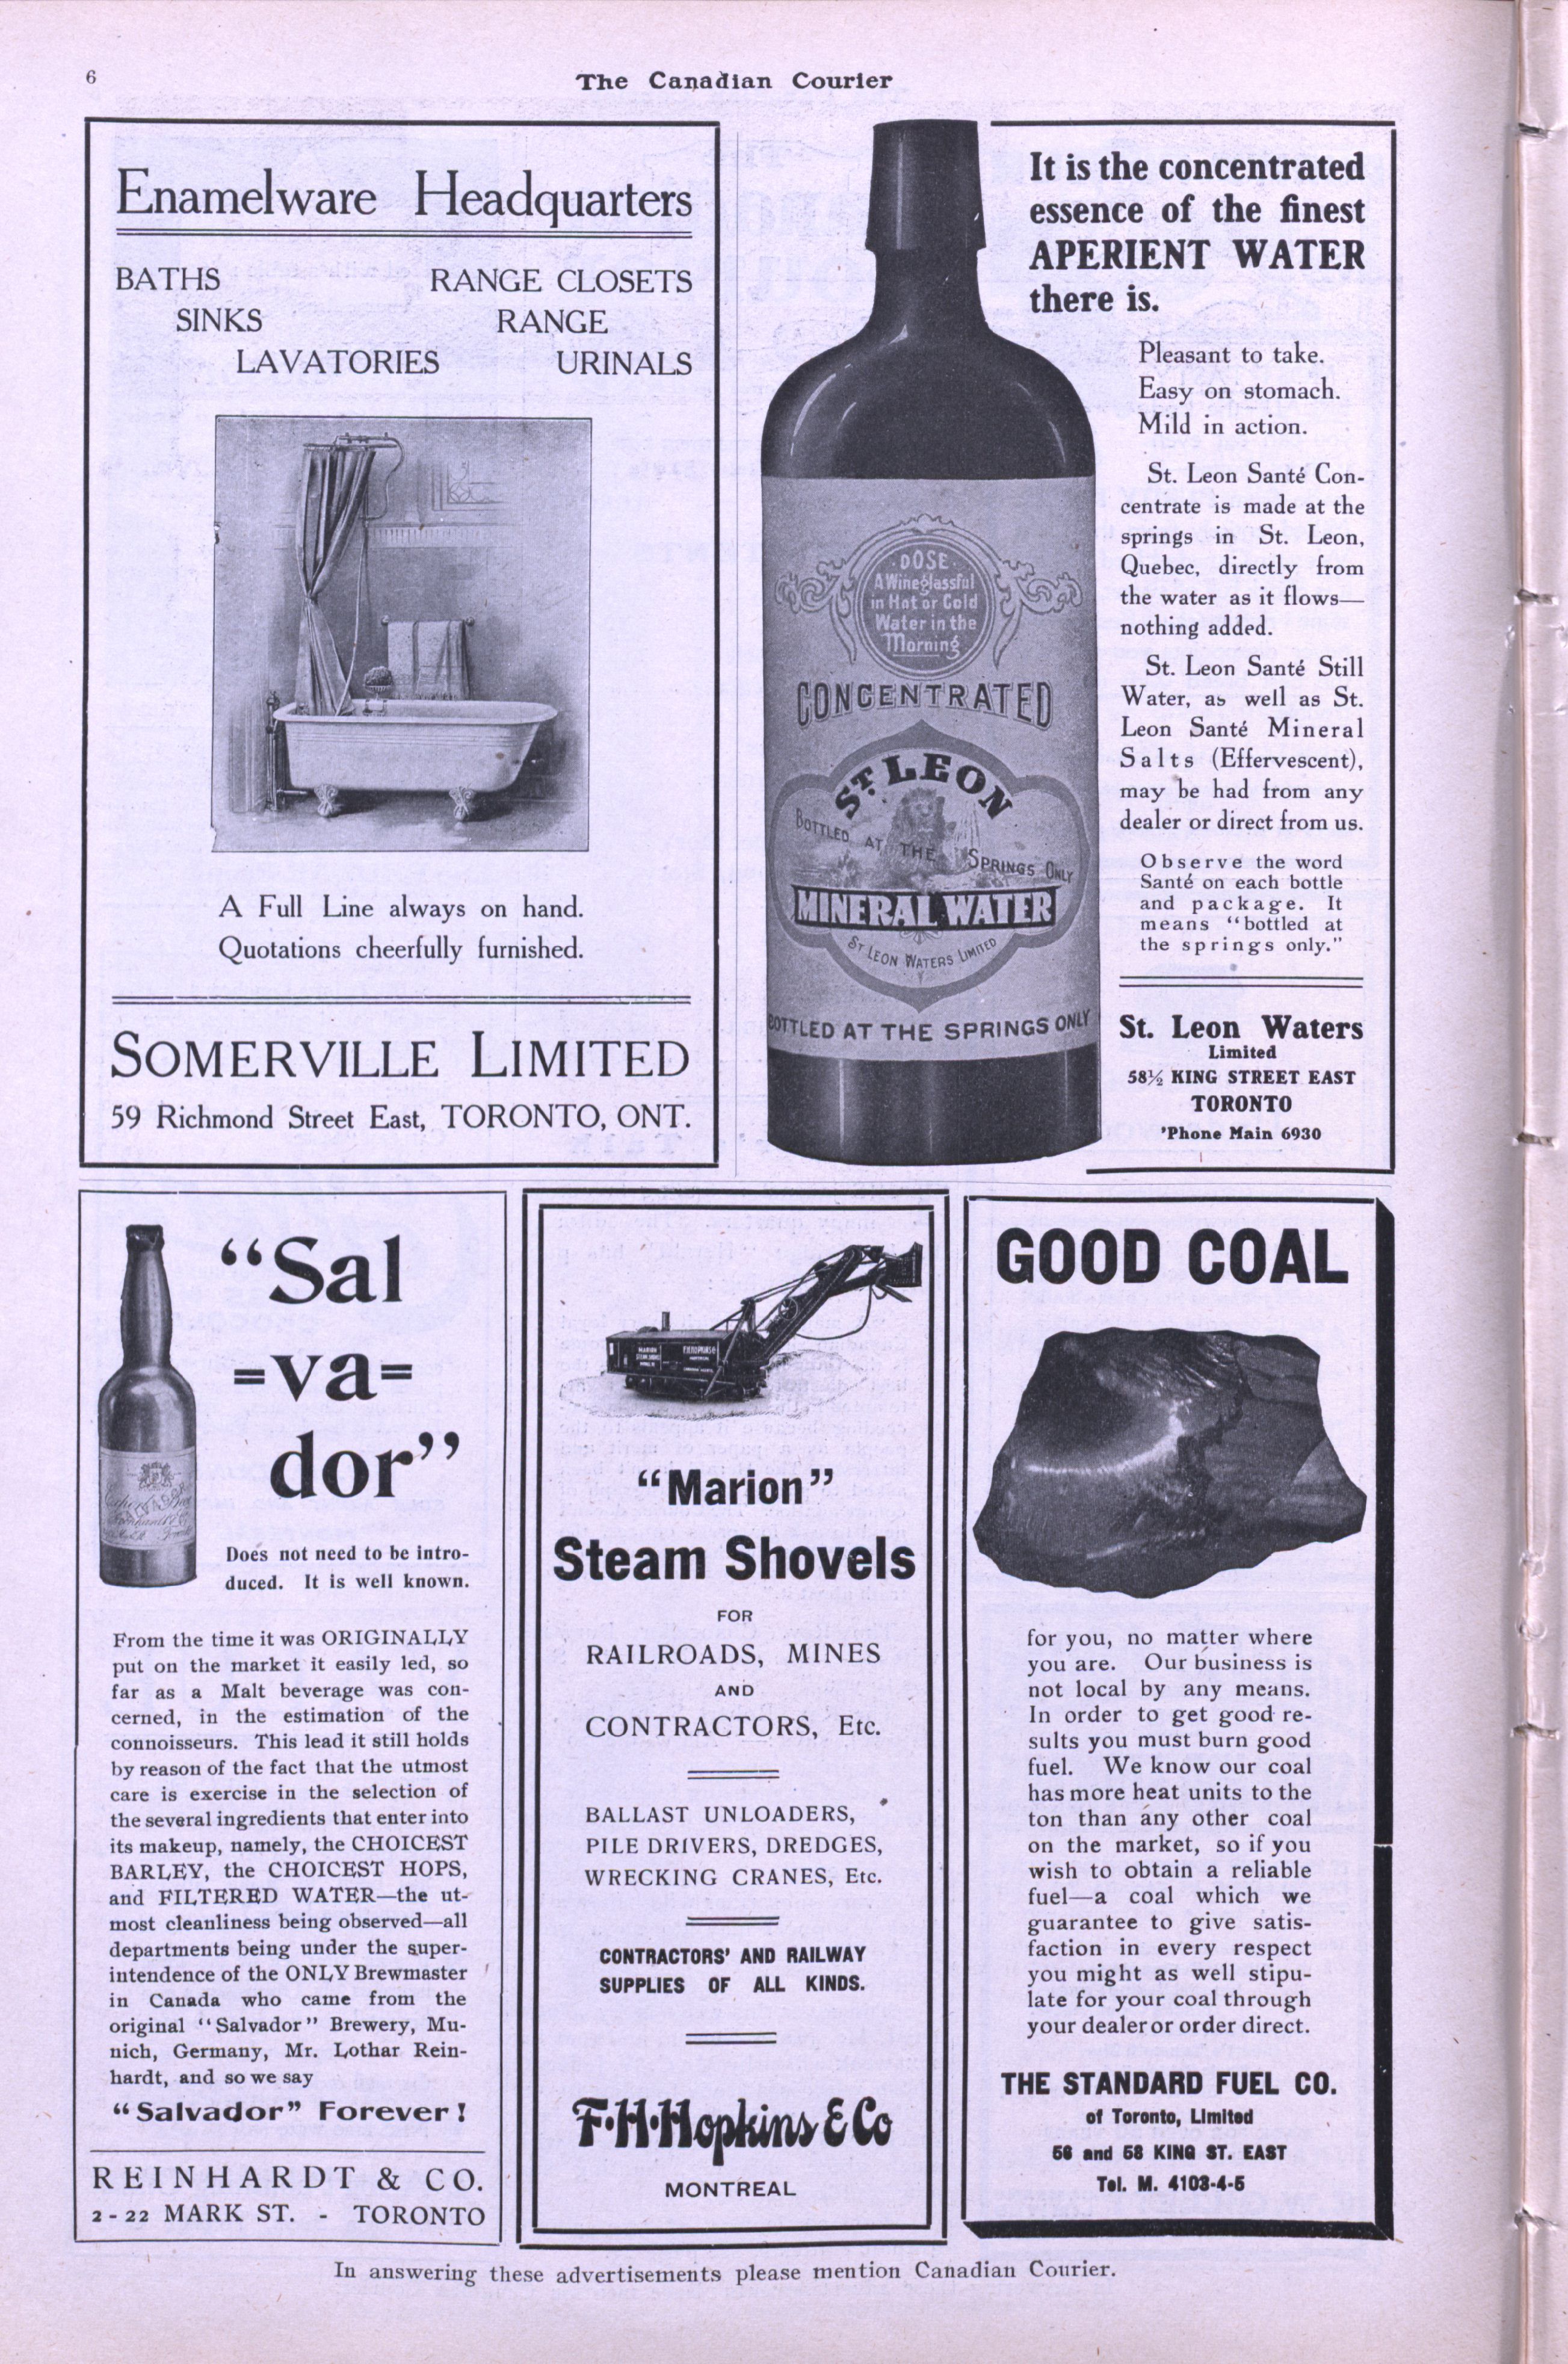 6
The Canadian Courier
Enamelware Headquarters
BATHS
SINKS
LAVATORIES
RANGE CLOSETS
RANGE
URINALS
A Full Line always on hand.
Quotations cheerfully furnished.
SOMERVILLE LIMITED
59 Richmond Street East, TORONTO, ONT.
DOSE
A Wineglassful
in Hot or Cold
Water in the
Morning
CONCENTRATED
ST. LEON
BOTTLED AT THE SPRINGS ONLY
MINERAL WATER
ST LEON WATERS LIMITED
BOTTLED AT THE SPRINGS ONLY
It is the concentrated
essence of the finest
APERIENT WATER
there is.
Pleasant to take.
Easy on stomach.
Mild in action.
St. Leon Santé Con-
centrate is made at the
springs in St. Leon,
Quebec, directly from
the water as it flows—
nothing added.
St. Leon Santé Still
Water, as well as St.
Leon Santé Mineral
Salts (Effervescent),
may be had from any
dealer or direct from us.
Observe the word
Santé on each bottle
and package. It
means "bottled at
the springs only."
St. Leon Waters
Limited
58½ KING STREET EAST
TORONTO
'Phone Main 6930
"Sal
=va=
dor"
Does not need to be intro-
duced. It is well known.
From the time it was ORIGINALLY
put on the market it easily led, so
far as a Malt beverage was con-
cerned, in the estimation of the
connoisseurs. This lead it still holds
by reason of the fact that the utmost
care is exercise in the selection of
the several ingredients that enter into
its makeup, namely, the CHOICEST
BARLEY, the CHOICEST HOPS,
and FILTERED WATER—the ut-
most cleanliness being observed—all
departments being under the super-
intendence of the ONLY Brewmaster
in Canada who came from the
original "Salvador" Brewery, Mu-
nich, Germany, Mr. Lothar Rein-
hardt, and so we say
"Salvador" Forever!
REINHARDT & CO.
2-22 MARK ST. - TORONTO
MARION
"Marion"
Steam Shovels
FOR
RAILROADS, MINES
AND
CONTRACTORS, Etc.
BALLAST UNLOADERS,
PILE DRIVERS, DREDGES,
WRECKING CRANES, Etc.
CONTRACTORS' AND RAILWAY
SUPPLIES OF ALL KINDS.
F.H.Hopkins & Co
MONTREAL
GOOD COAL
for you, no matter where
you are. Our business is
not local by any means.
In order to get good re-
sults you must burn good
fuel. We know our coal
has more heat units to the
ton than any other coal
on the market, so if you
wish to obtain a reliable
fuel—a coal which we
guarantee to give satis-
faction in every respect
you might as well stipu-
late for your coal through
your dealer or order direct.
THE STANDARD FUEL CO.
of Toronto, Limited
56 and 58 KING ST. EAST
Tel. M. 4103-4-5
In answering these advertisements please mention Canadian Courier.